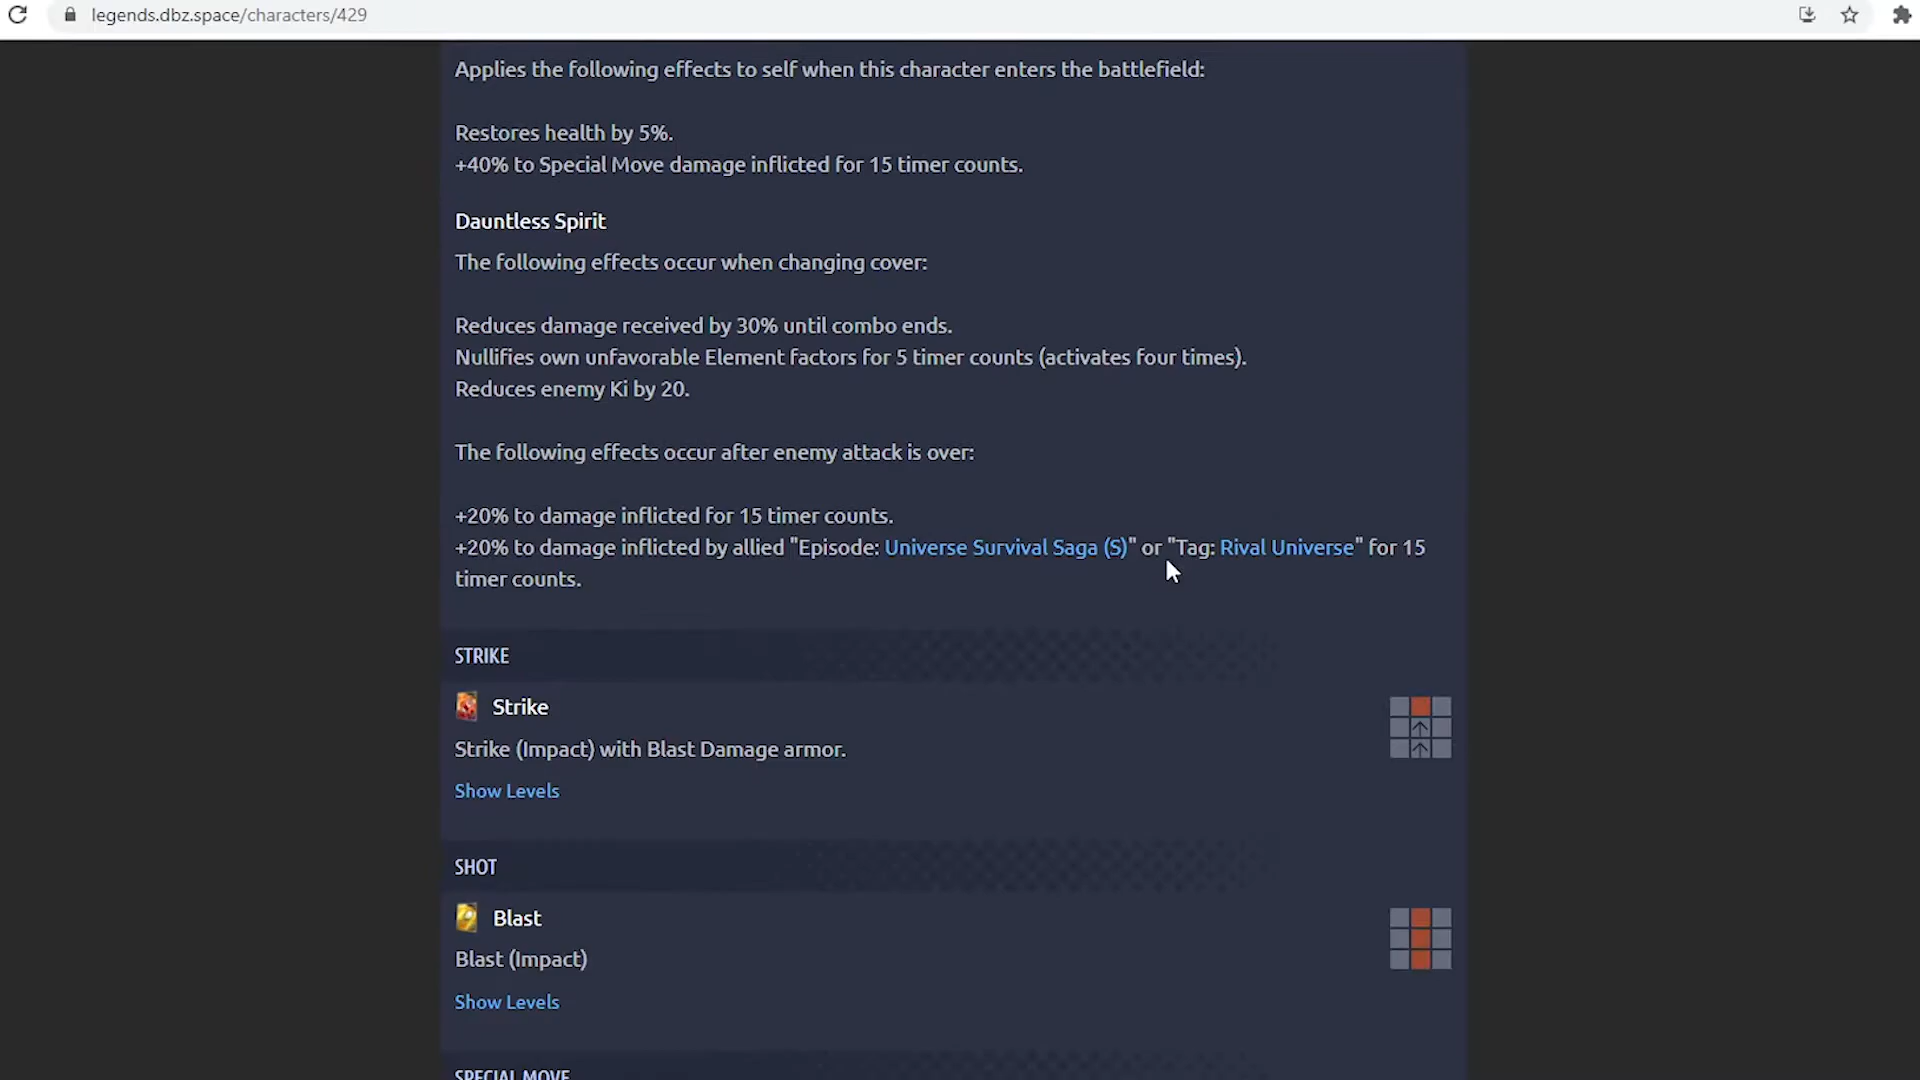 legends.dbz.space/characters/429
Applies the following effects to self when this character enters the battlefield:
Restores health by 5%.
+40% to Special Move damage inflicted for 15 timer counts.
Dauntless Spirit
The following effects occur when changing cover:
Reduces damage received by 30% until combo ends.
Nullifies own unfavorable Element factors for 5 timer counts (activates four times).
Reduces enemy Ki by 20.
The following effects occur after enemy attack is over:
+20% to damage inflicted for 15 timer counts.
+20% to damage inflicted by allied "Episode: Universe Survival Saga (S)" or "Tag: Rival Universe" for 15
timer counts.
STRIKE
Strike
Strike (Impact) with Blast Damage armor.
Show Levels
SHOT
Blast
Blast (Impact)
Show Levels
SPECIAL MOVE